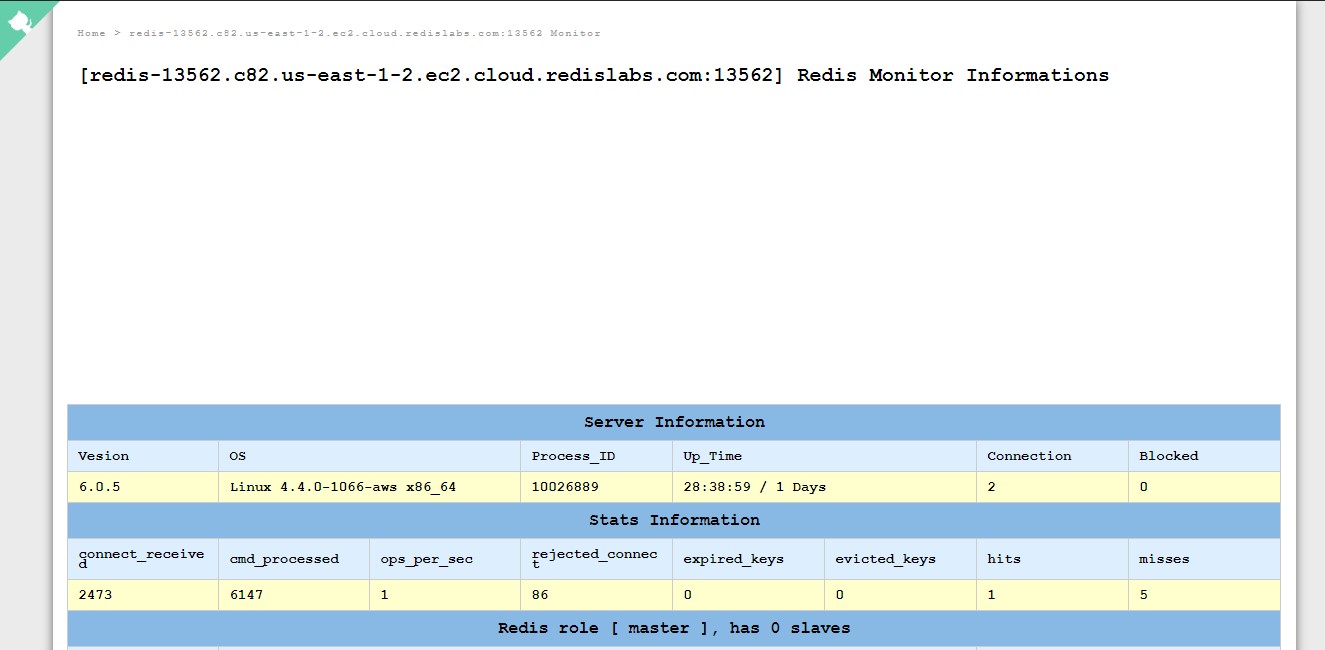 Home > redis-13562.c82.us-east-1-2.ec2.cloud.redislabs.com:13562 Monitor
[redis-13562.c82.us-east-1-2.ec2.cloud.redislabs.com:13562] Redis Monitor Informations
Server Information
Vesion OS Process_ID Up_Time Connection Blocked
6.0.5 Linux 4.4.0-1066-aws x86_64 10026889 28:38:59 / 1 Days 2 0
Stats Information
connect_received cmd_processed ops_per_sec rejected_connect expired_keys evicted_keys hits misses
2473 6147 1 86 0 0 1 5
Redis role [ master ], has 0 slaves